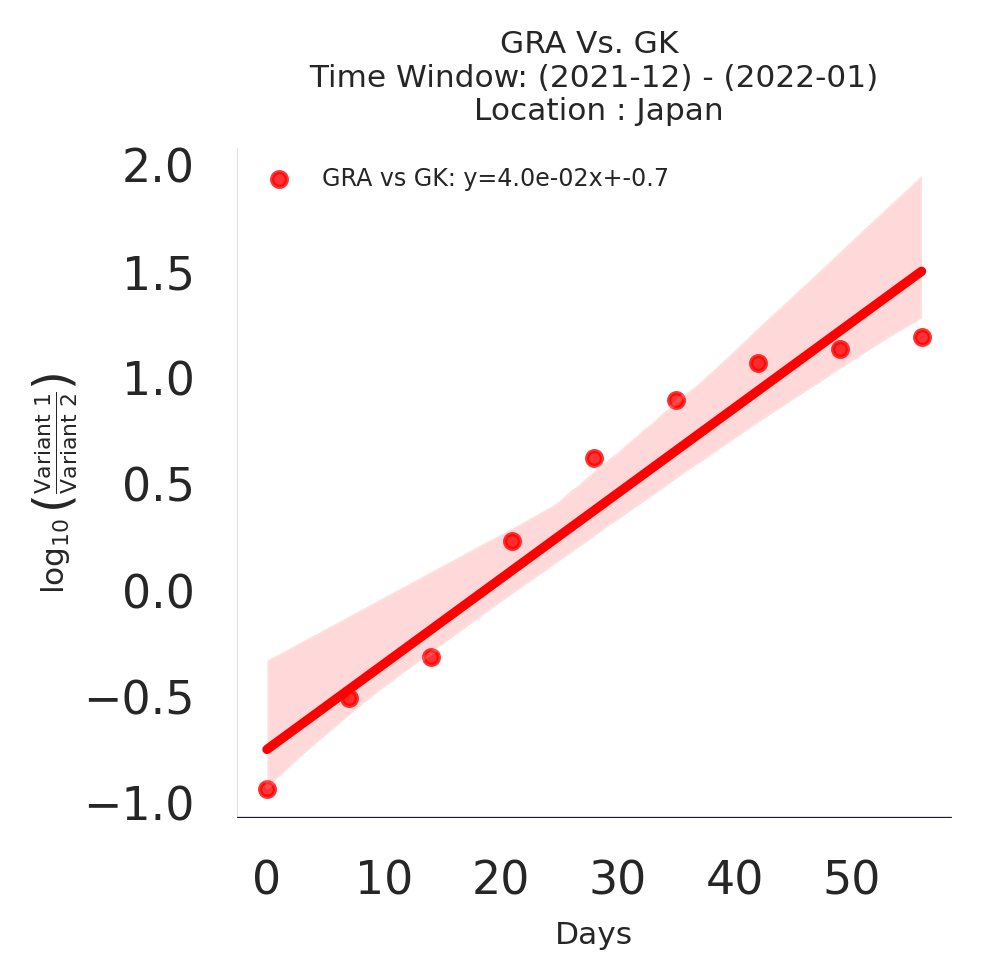 GRA Vs. GK
Time Window: (2021-12) - (2022-01)
Location : Japan
GRA vs GK: y=4.0e-02x+-0.7
2.0
1.5
1.0
0.5
0.0
−0.5
−1.0
log₁₀ (Variant 1 / Variant 2)
0 10 20 30 40 50
Days